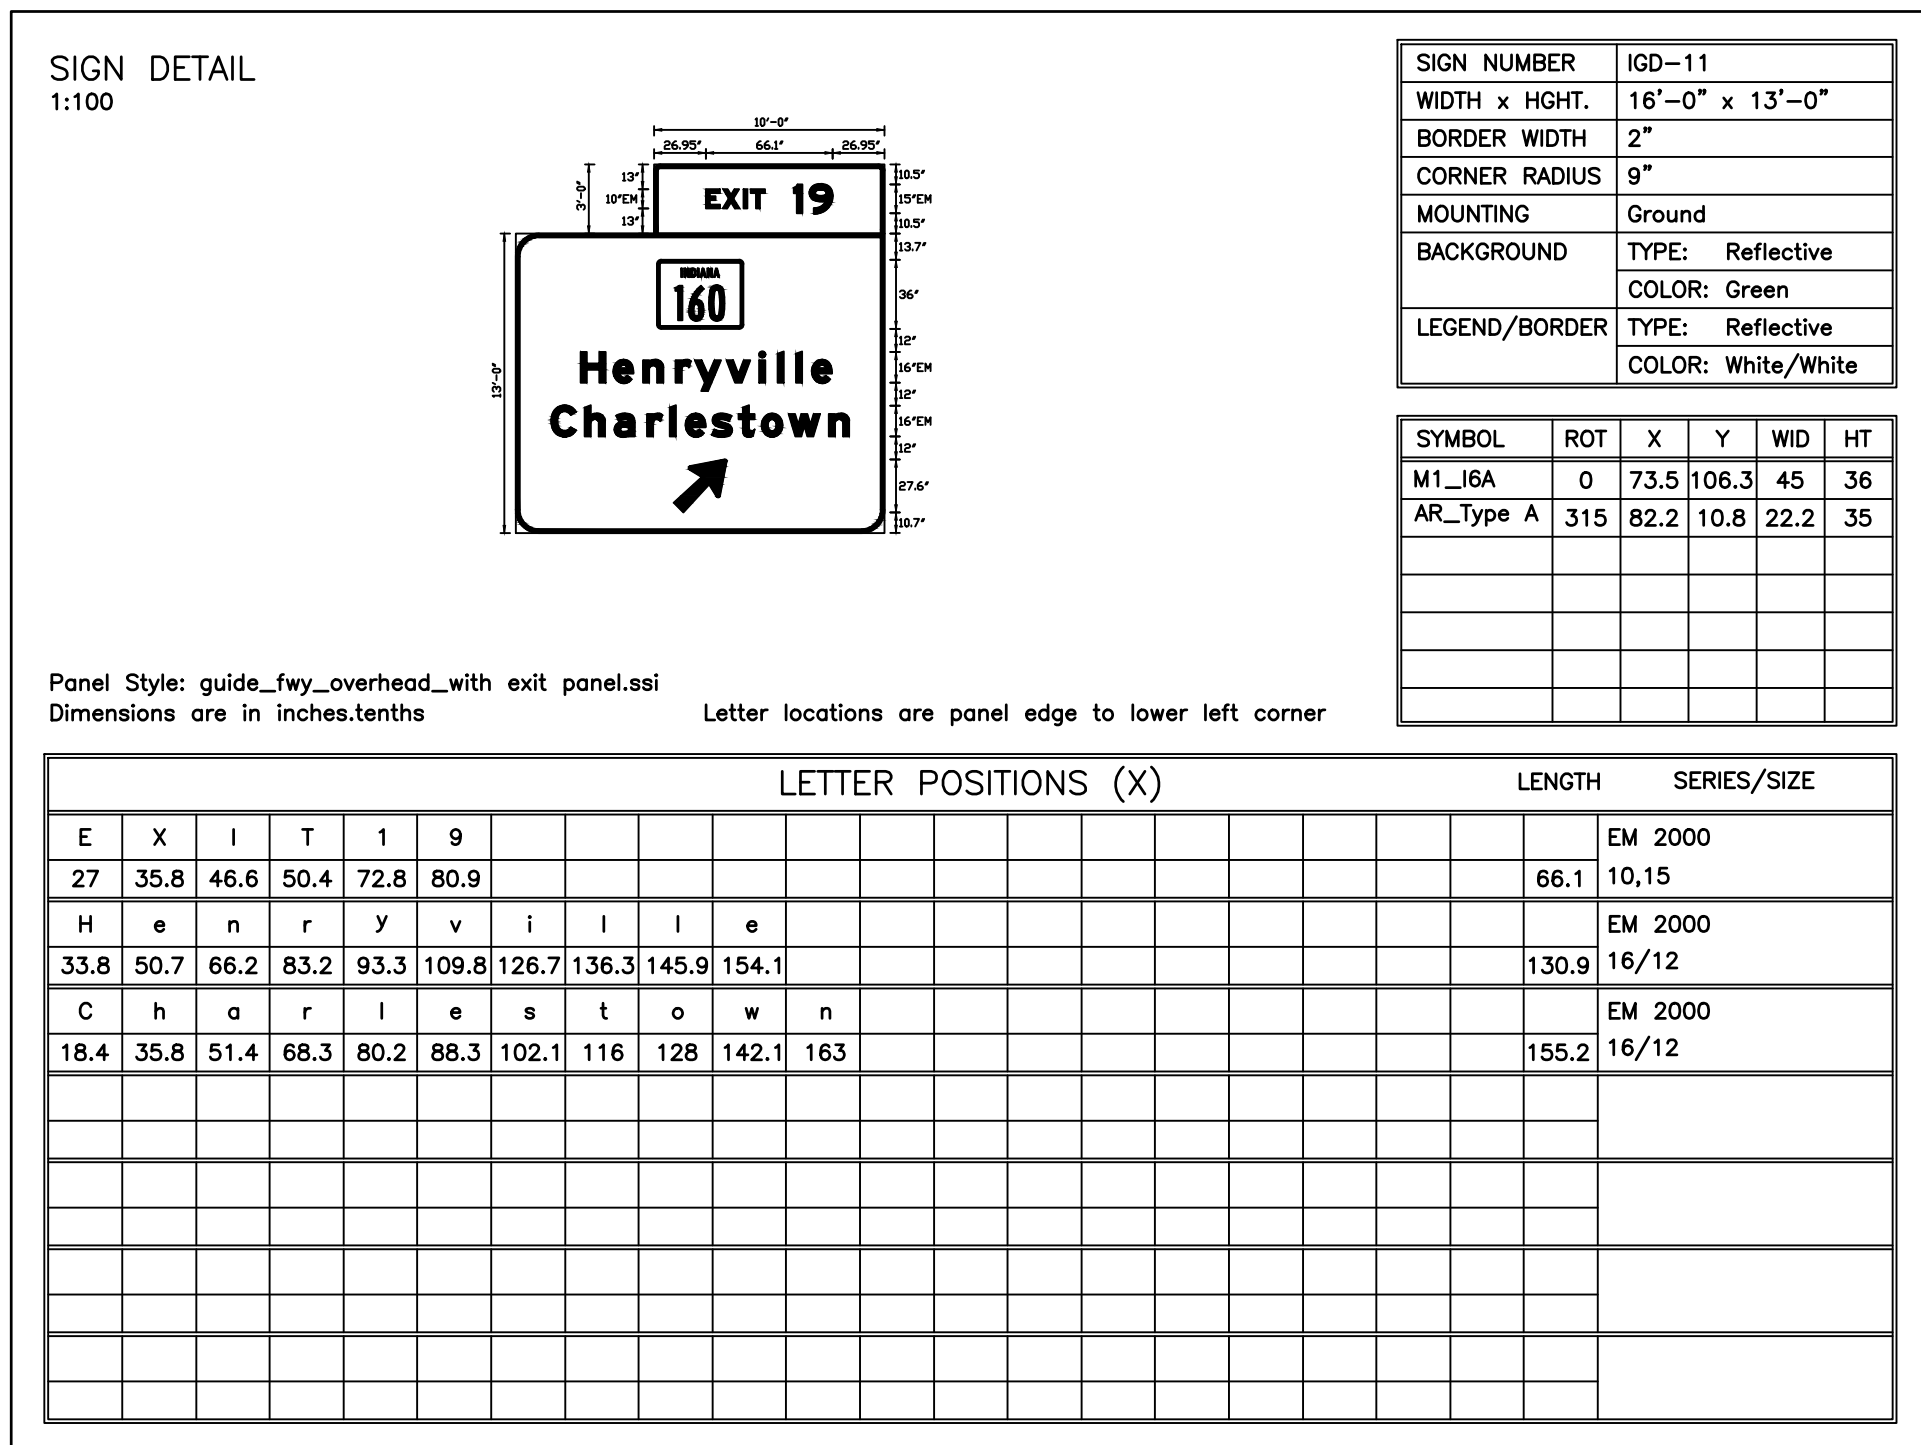 SIGN DETAIL
1:100
10'-0"
26.95" 66.1" 26.95"
3'-0"
13"
10"EM
13"
EXIT 19
10.5"
15"EM
10.5"
13'-0"
INDIANA
160
Henryville
Charlestown
13.7"
36"
12"
16"EM
12"
16"EM
12"
27.6"
10.7"
SIGN NUMBER IGD-11
WIDTH x HGHT. 16'-0" x 13'-0"
BORDER WIDTH 2"
CORNER RADIUS 9"
MOUNTING Ground
BACKGROUND TYPE: Reflective
COLOR: Green
LEGEND/BORDER TYPE: Reflective
COLOR: White/White
SYMBOL ROT X Y WID HT
M1_I6A 0 73.5 106.3 45 36
AR_Type A 315 82.2 10.8 22.2 35
Panel Style: guide_fwy_overhead_with exit panel.ssi
Dimensions are in inches.tenths
Letter locations are panel edge to lower left corner
LETTER POSITIONS (X) LENGTH SERIES/SIZE
E X I T 1 9 EM 2000
27 35.8 46.6 50.4 72.8 80.9 66.1 10,15
H e n r y v i l l e EM 2000
33.8 50.7 66.2 83.2 93.3 109.8 126.7 136.3 145.9 154.1 130.9 16/12
C h a r l e s t o w n EM 2000
18.4 35.8 51.4 68.3 80.2 88.3 102.1 116 128 142.1 163 155.2 16/12